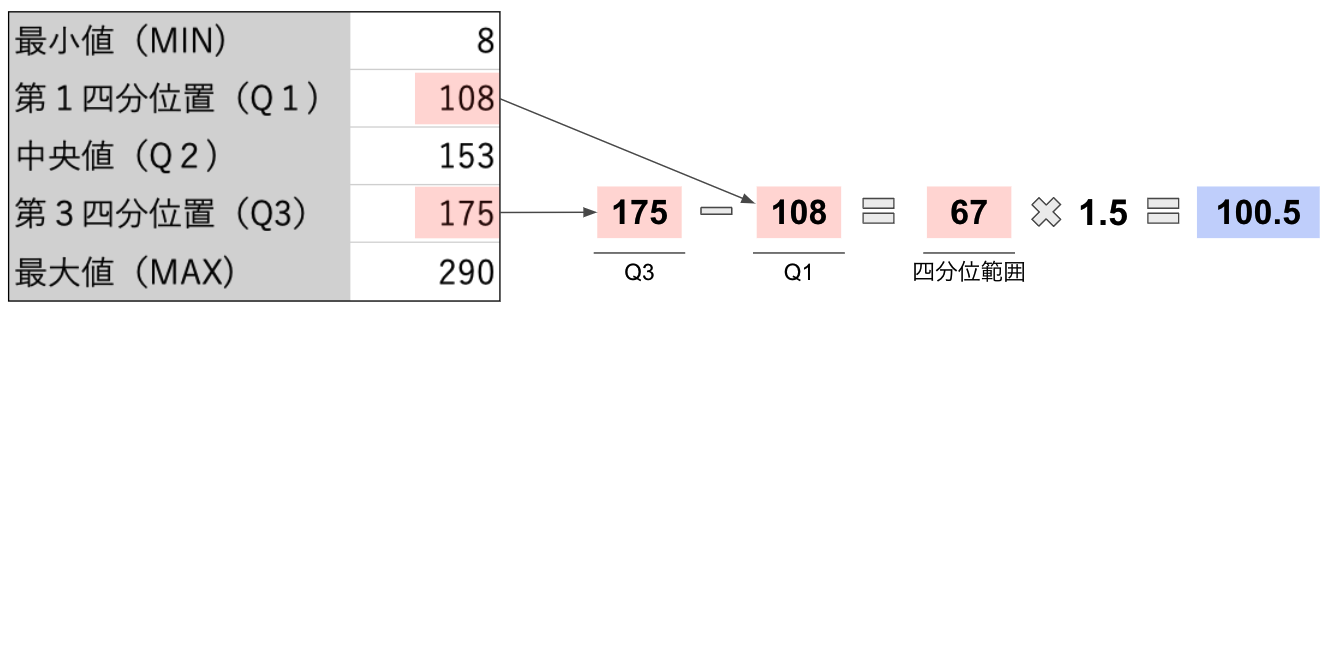 最小値（MIN） 8
第１四分位置（Q１） 108
中央値（Q２） 153
第３四分位置（Q3） 175
最大値（MAX） 290
175 − 108 = 67 × 1.5 = 100.5
Q3 Q1 四分位範囲